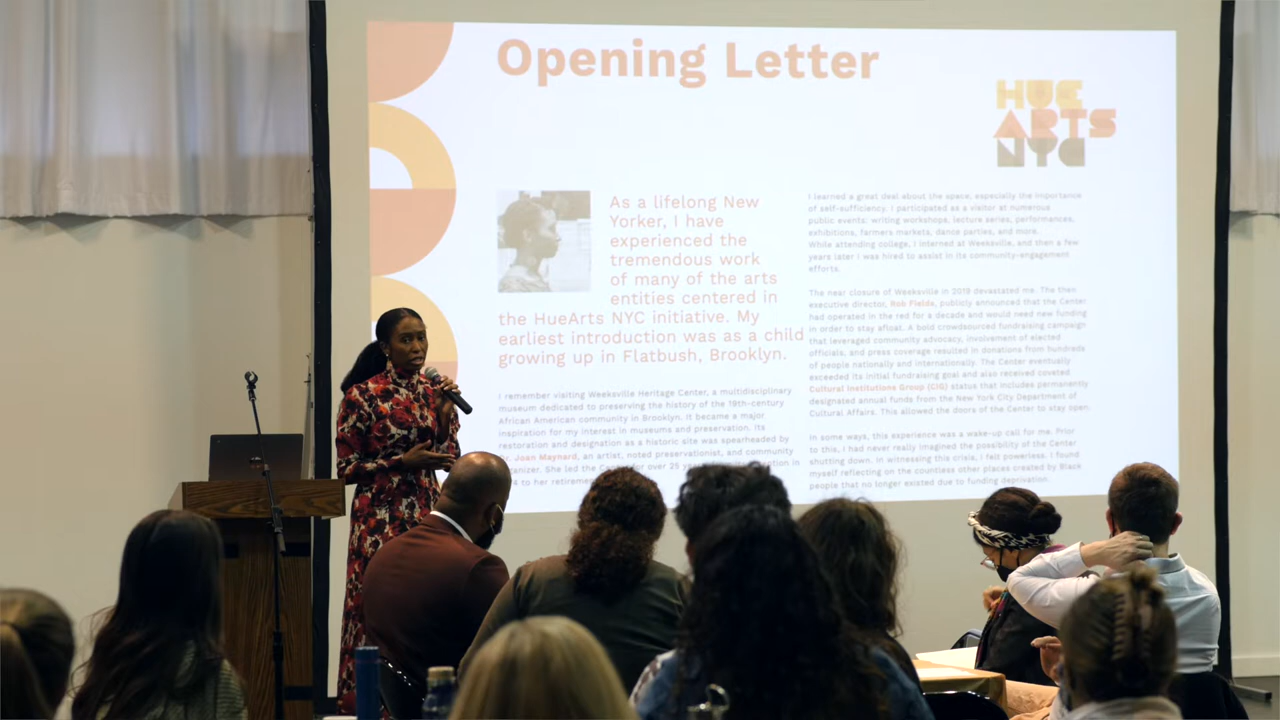 Opening Letter
HUE
ARTS
NYC
As a lifelong New
Yorker, I have
experienced the
tremendous work
of many of the arts
entities centered in
the HueArts NYC initiative. My
earliest introduction was as a child
growing up in Flatbush, Brooklyn.
I remember visiting Weeksville Heritage Center, a multidisciplinary
museum dedicated to preserving the history of the 19th-century
African American community in Brooklyn. It became a major
inspiration for my interest in museums and preservation. Its
restoration and designation as a historic site was spearheaded by
Dr. Joan Maynard, an artist, noted preservationist, and community
organizer. She led the Center for over 25 years in
to her retirement
I learned a great deal about the space, especially the importance
of self-sufficiency. I participated as a visitor at numerous
public events: writing workshops, lecture series, performances,
exhibitions, farmers markets, dance parties, and more.
While attending college, I interned at Weeksville, and then a few
years later I was hired to assist in its community-engagement
efforts.
The near closure of Weeksville in 2019 devastated me. The then
executive director, Rob Fields, publicly announced that the Center
had operated in the red for a decade and would need new funding
in order to stay afloat. A bold crowdsourced fundraising campaign
that leveraged community advocacy, involvement of elected
officials, and press coverage resulted in donations from hundreds
of people nationally and internationally. The Center eventually
exceeded its initial fundraising goal and also received coveted
Cultural Institutions Group (CIG) status that includes permanently
designated annual funds from the New York City Department of
Cultural Affairs. This allowed the doors of the Center to stay open.
In some ways, this experience was a wake-up call for me. Prior
to this, I had never really imagined the possibility of the Center
shutting down. In witnessing this crisis, I felt powerless. I found
myself reflecting on the countless other places created by Black
people that no longer existed due to funding deprivation.